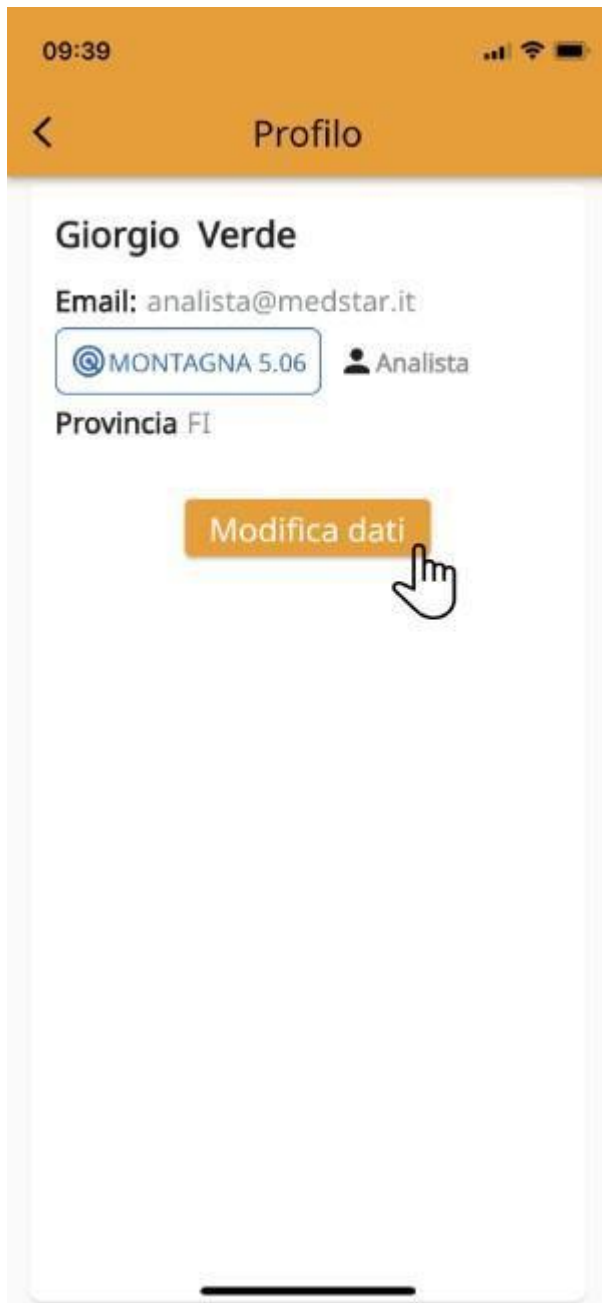 09:39
Profilo
Giorgio Verde
Email: analista@medstar.it
MONTAGNA 5.06 Analista
Provincia FI
Modifica dati